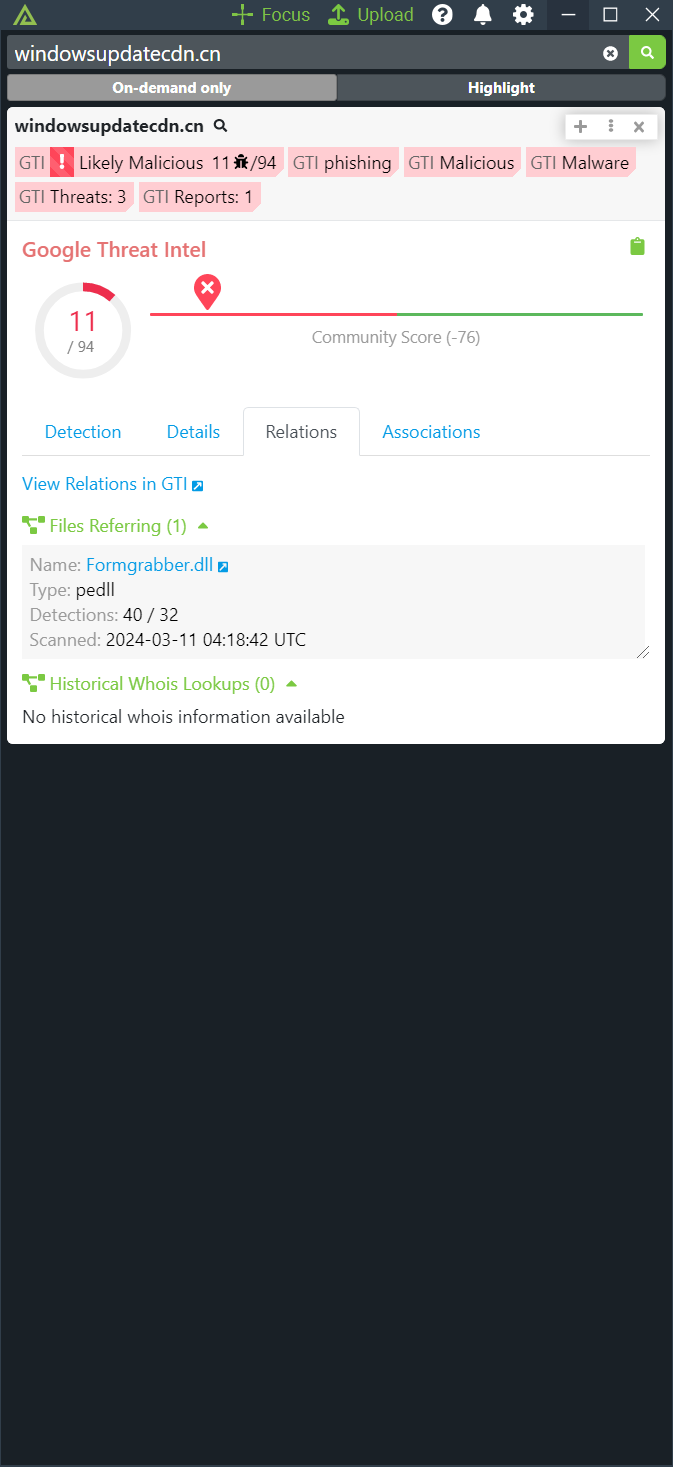 Focus Upload
windowsupdatecdn.cn
On-demand only Highlight
windowsupdatecdn.cn
GTI ! Likely Malicious 11 /94 GTI phishing GTI Malicious GTI Malware
GTI Threats: 3 GTI Reports: 1
Google Threat Intel
11
/ 94
Community Score (-76)
Detection Details Relations Associations
View Relations in GTI
Files Referring (1)
Name: Formgrabber.dll
Type: pedll
Detections: 40 / 32
Scanned: 2024-03-11 04:18:42 UTC
Historical Whois Lookups (0)
No historical whois information available